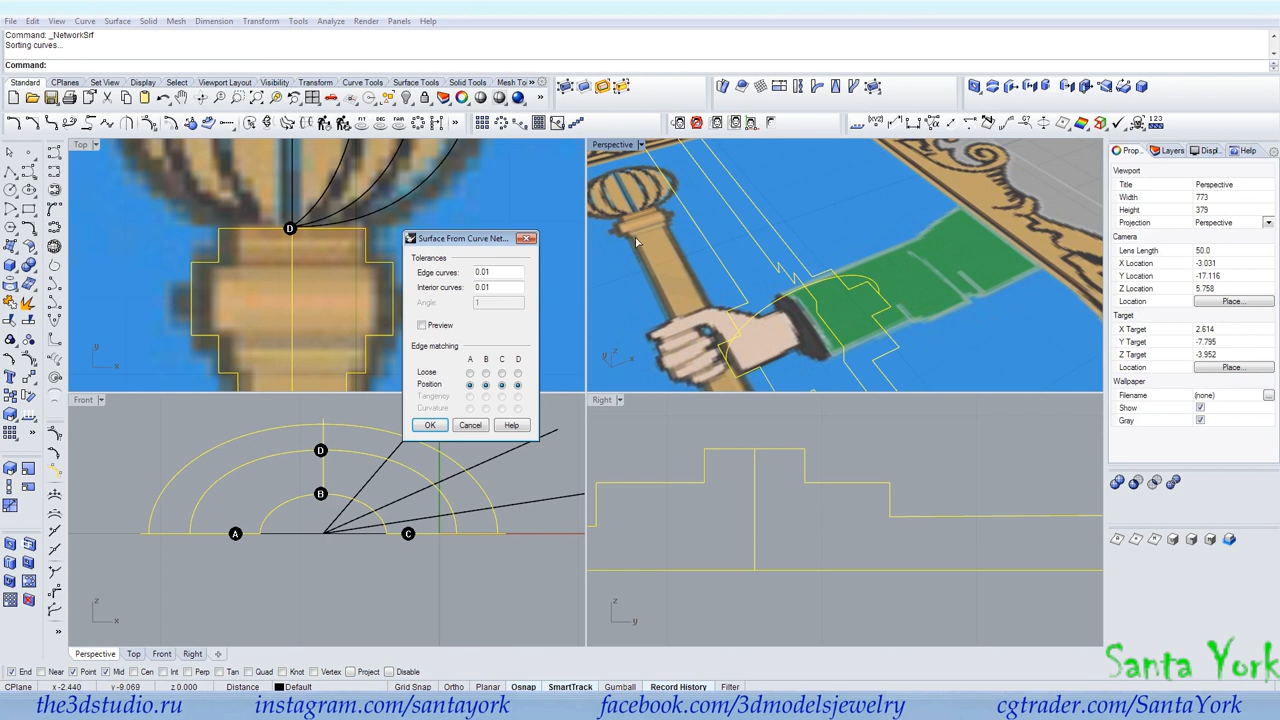 File Edit View Curve Surface Solid Mesh Dimension Transform Tools Analyze Render Panels Help
Command: _NetworkSrf
Sorting curves...
Command:
Standard CPlanes Set View Display Select Viewport Layout Visibility Transform Curve Tools Surface Tools Solid Tools Mesh To
Top
Perspective
D
Surface From Curve Net...
Tolerances
Edge curves: 0.01
Interior curves: 0.01
Angle: 1
Preview
Edge matching
A B C D
Loose
Position
Tangency
Curvature
OK Cancel Help
y
x
z
y
x
Front
Right
D
B
A
C
z
x
z
y
Prop... Layers Displ... Help
Viewport
Title Perspective
Width 773
Height 379
Projection Perspective
Camera
Lens Length 50.0
X Location -3.031
Y Location -17.116
Z Location 5.758
Location Place...
Target
X Target 2.614
Y Target -7.795
Z Target -3.952
Location Place...
Wallpaper
Filename (none) ...
Show
Gray
Perspective Top Front Right
End Near Point Mid Cen Int Perp Tan Quad Knot Vertex Project Disable
CPlane x -2.440 y -9.069 z 0.000 Distance Default Grid Snap Ortho Planar Osnap SmartTrack Gumball Record History Filter
Santa York
the3dstudio.ru instagram.com/santayork facebook.com/3dmodelsjewelry cgtrader.com/SantaYork